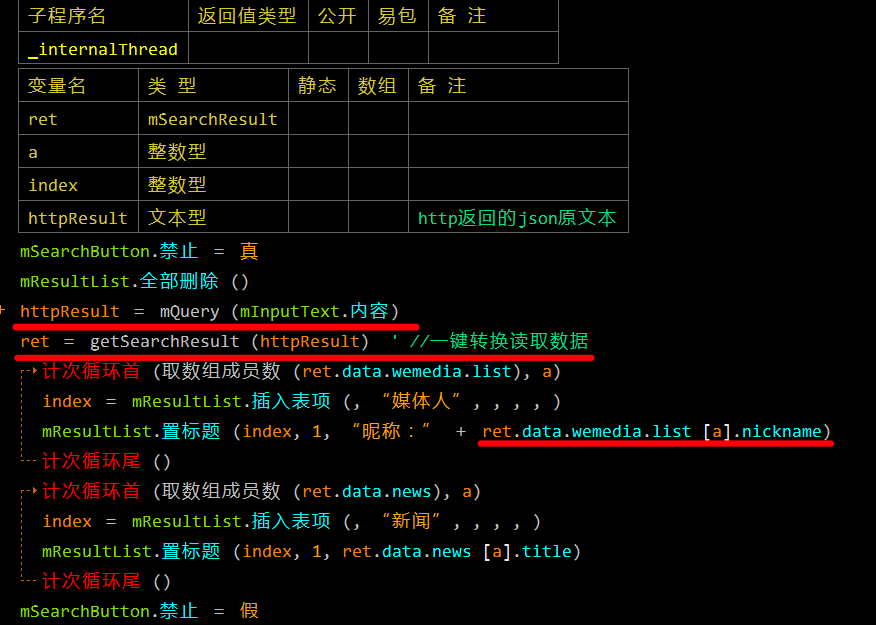 子程序名 返回值类型 公开 易包 备 注
_internalThread
变量名 类 型 静态 数组 备 注
ret mSearchResult
a 整数型
index 整数型
httpResult 文本型 http返回的json原文本
mSearchButton.禁止 = 真
mResultList.全部删除 ()
+ httpResult = mQuery (mInputText.内容)
ret = getSearchResult (httpResult) ' //一键转换读取数据
计次循环首 (取数组成员数 (ret.data.wemedia.list), a)
index = mResultList.插入表项 (, “媒体人”, , , , )
mResultList.置标题 (index, 1, “昵称：” + ret.data.wemedia.list [a].nickname)
计次循环尾 ()
计次循环首 (取数组成员数 (ret.data.news), a)
index = mResultList.插入表项 (, “新闻”, , , , )
mResultList.置标题 (index, 1, ret.data.news [a].title)
计次循环尾 ()
mSearchButton.禁止 = 假